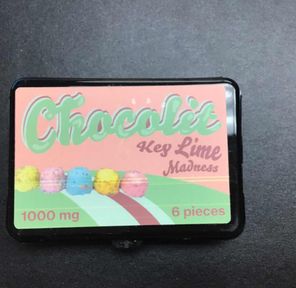 Chocolit
Key Lime
Madness
1000 mg
6 pieces